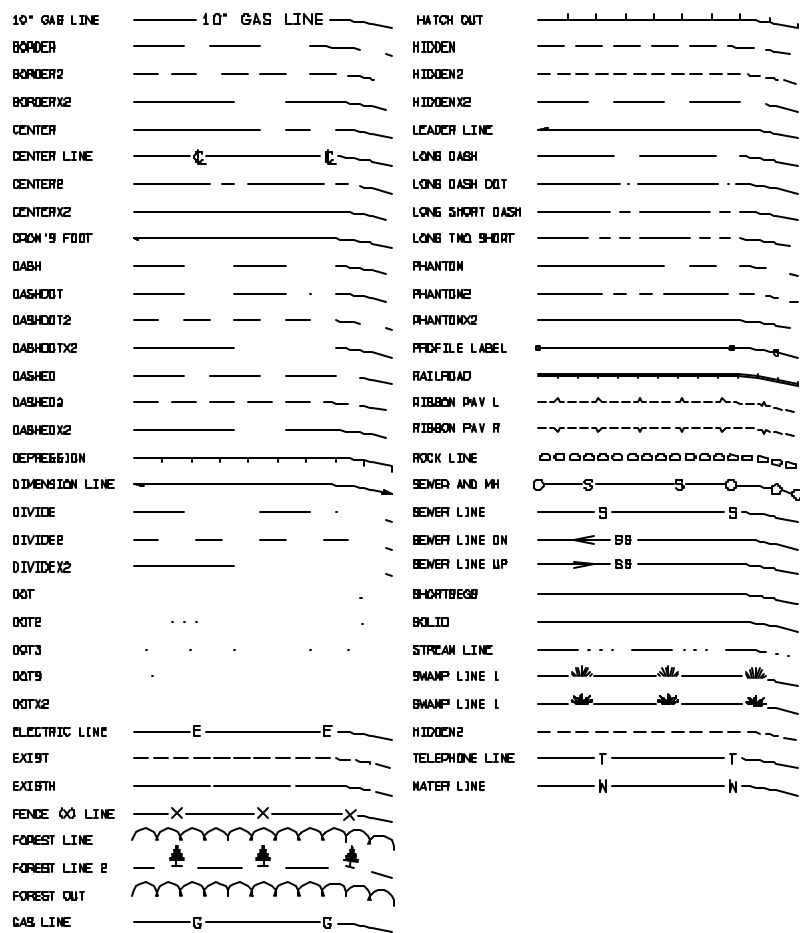 10" GAS LINE 10" GAS LINE
BORDER
BORDER2
BORDERX2
CENTER
CENTER LINE
CENTER2
CENTERX2
CROW'S FOOT
DASH
DASHDOT
DASHDOT2
DASHDOTX2
DASHED
DASHED2
DASHEDX2
DEPRESSION
DIMENSION LINE
DIVIDE
DIVIDE2
DIVIDEX2
DOT
DOT2
DOT3
DOTS
DOTX2
ELECTRIC LINE E E
EXIST
EXISTH
FENCE (X) LINE X X X
FOREST LINE
FOREST LINE 2
FOREST OUT
GAS LINE G G
HATCH OUT
HIDDEN
HIDDEN2
HIDDENX2
LEADER LINE
LONG DASH
LONG DASH DOT
LONG SHORT DASH
LONG TWO SHORT
PHANTOM
PHANTOM2
PHANTOMX2
PROFILE LABEL
RAILROAD
RIBBON PAV L
RIBBON PAV R
ROCK LINE
SEWER AND MH S S
SEWER LINE S S
SEWER LINE DN SS
SEWER LINE UP SS
SHORTSEGS
SOLID
STREAM LINE
SWAMP LINE 1
SWAMP LINE 1
HIDDEN2
TELEPHONE LINE T T
WATER LINE W W